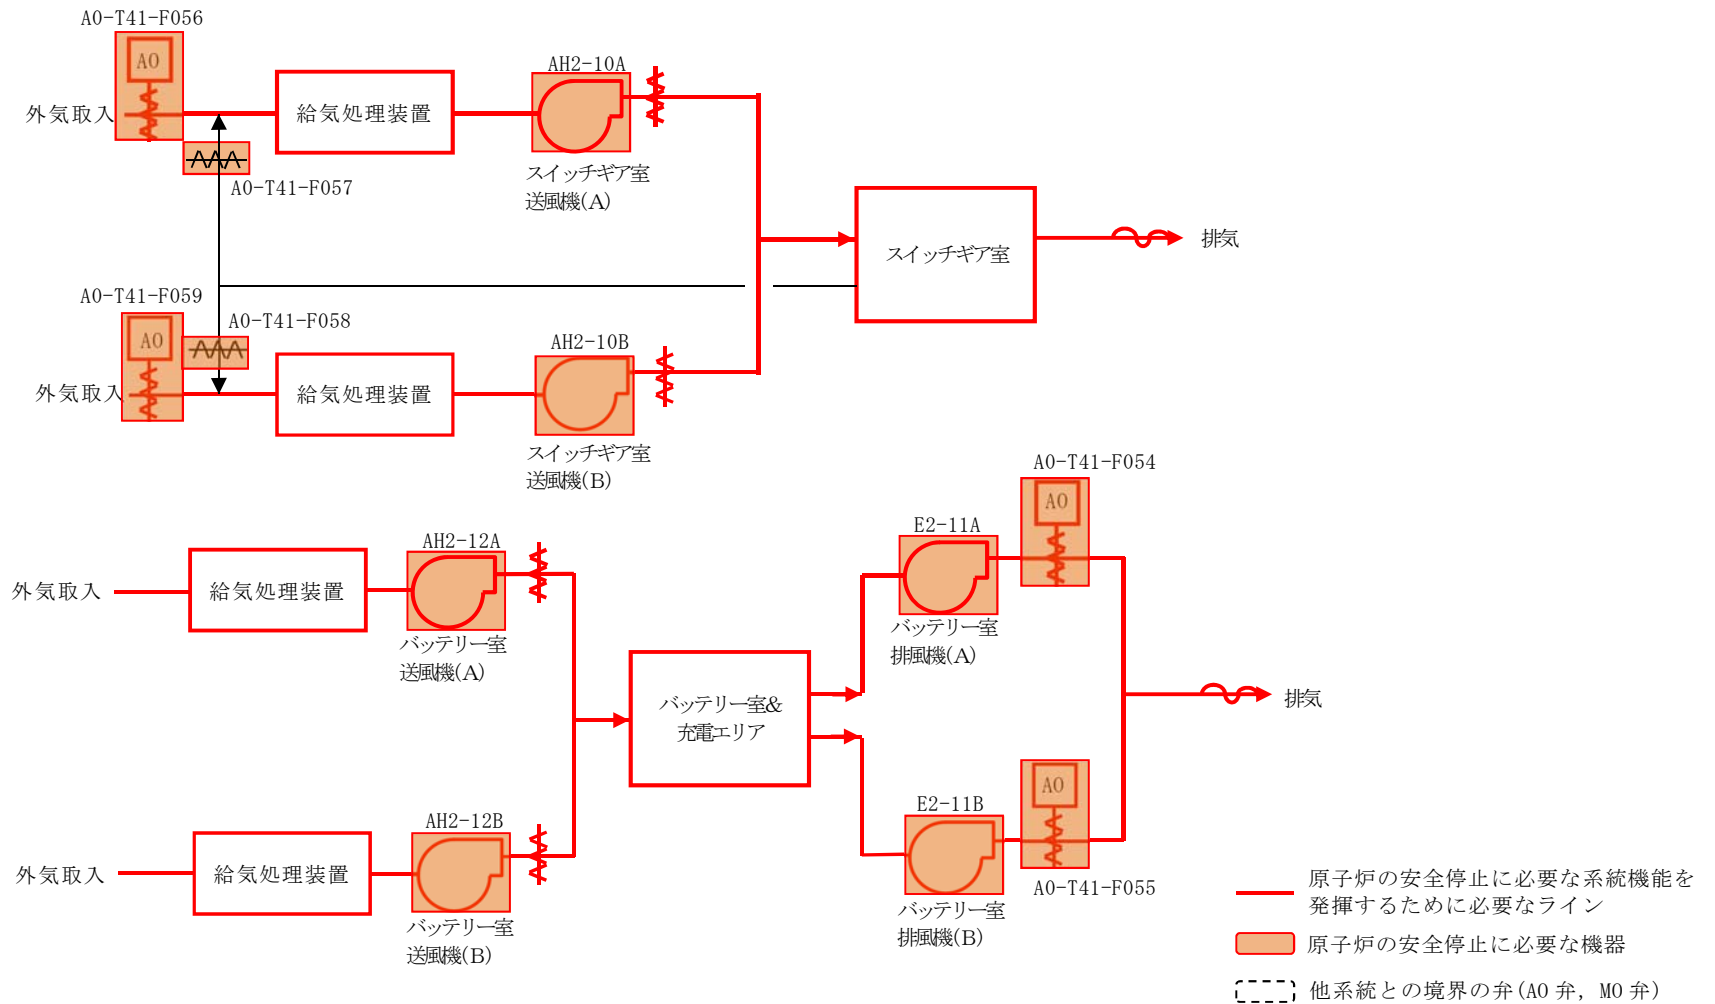 AO-T41-F056
AO
外気取入
給気処理装置
AH2-10A
スイッチギア室
送風機(A)
AO-T41-F057
スイッチギア室
排気
AO-T41-F059
AO
AO-T41-F058
外気取入
給気処理装置
AH2-10B
スイッチギア室
送風機(B)
外気取入
給気処理装置
AH2-12A
バッテリー室
送風機(A)
バッテリー室&
充電エリア
E2-11A
バッテリー室
排風機(A)
AO-T41-F054
AO
排気
外気取入
給気処理装置
AH2-12B
バッテリー室
送風機(B)
E2-11B
バッテリー室
排風機(B)
AO
AO-T41-F055
原子炉の安全停止に必要な系統機能を
発揮するために必要なライン
原子炉の安全停止に必要な機器
他系統との境界の弁(AO 弁, MO 弁)